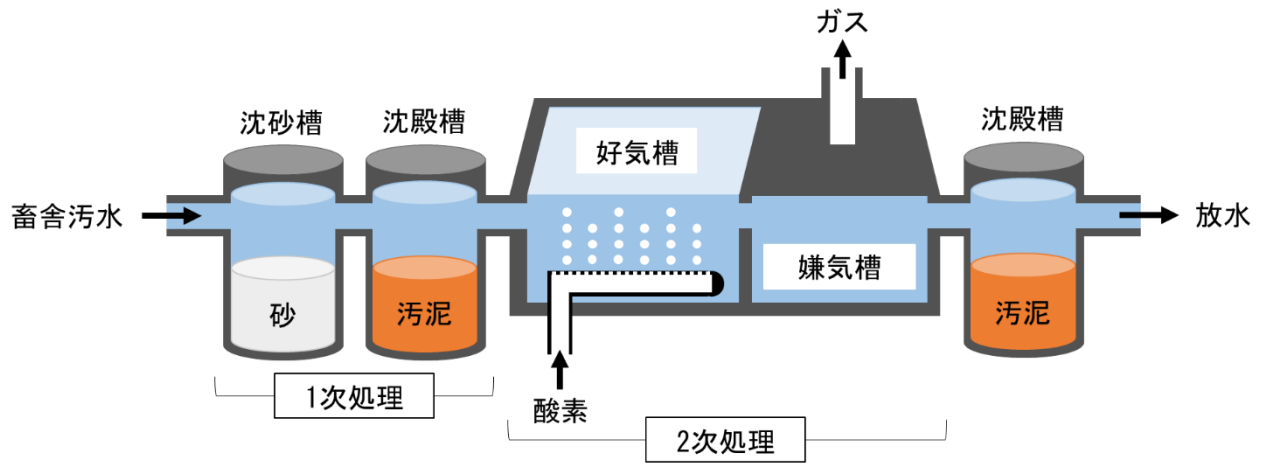 ガス
沈砂槽
沈殿槽
沈殿槽
好気槽
畜舎汚水
放水
嫌気槽
砂
汚泥
汚泥
1次処理
酸素
2次処理